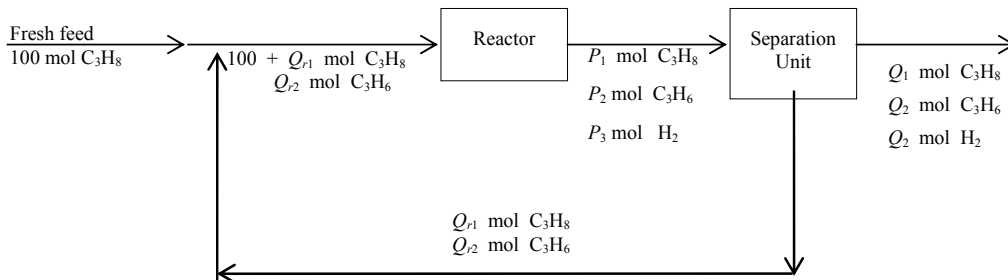 Fresh feed
100 mol C₃H₈
100 + Qr1 mol C₃H₈
Qr2 mol C₃H₆
Reactor
P₁ mol C₃H₈
P₂ mol C₃H₆
P₃ mol H₂
Separation
Unit
Q₁ mol C₃H₈
Q₂ mol C₃H₆
Q₂ mol H₂
Qr1 mol C₃H₈
Qr2 mol C₃H₆